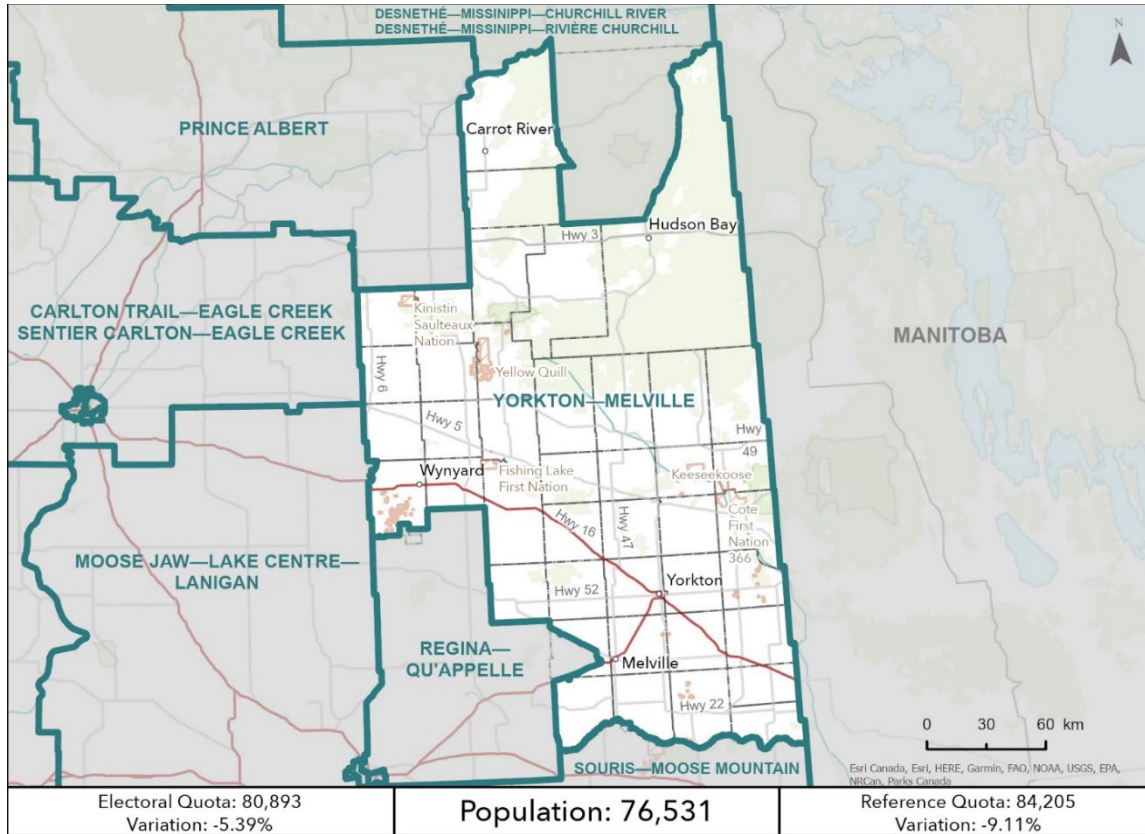 DESNETHÉ—MISSINIPPI—CHURCHILL RIVER
DESNETHÉ—MISSINIPPI—RIVIÈRE CHURCHILL
N
PRINCE ALBERT
Carrot River
Hudson Bay
Hwy 3
CARLTON TRAIL—EAGLE CREEK
SENTIER CARLTON—EAGLE CREEK
Kinistin
Saulteaux
Nation
MANITOBA
Hwy 6
Yellow Quill
YORKTON—MELVILLE
Hwy 5
Hwy
49
Wynyard
Fishing Lake
First Nation
Keeseekoose
Hwy 16
Hwy 47
Cote
First
Nation
366
MOOSE JAW—LAKE CENTRE—
LANIGAN
Hwy 52
Yorkton
REGINA—
QU'APPELLE
Melville
Hwy 22
0 30 60 km
SOURIS—MOOSE MOUNTAIN
Esri Canada, Esri, HERE, Garmin, FAO, NOAA, USGS, EPA,
NRCan, Parks Canada
Electoral Quota: 80,893
Variation: -5.39%
Population: 76,531
Reference Quota: 84,205
Variation: -9.11%